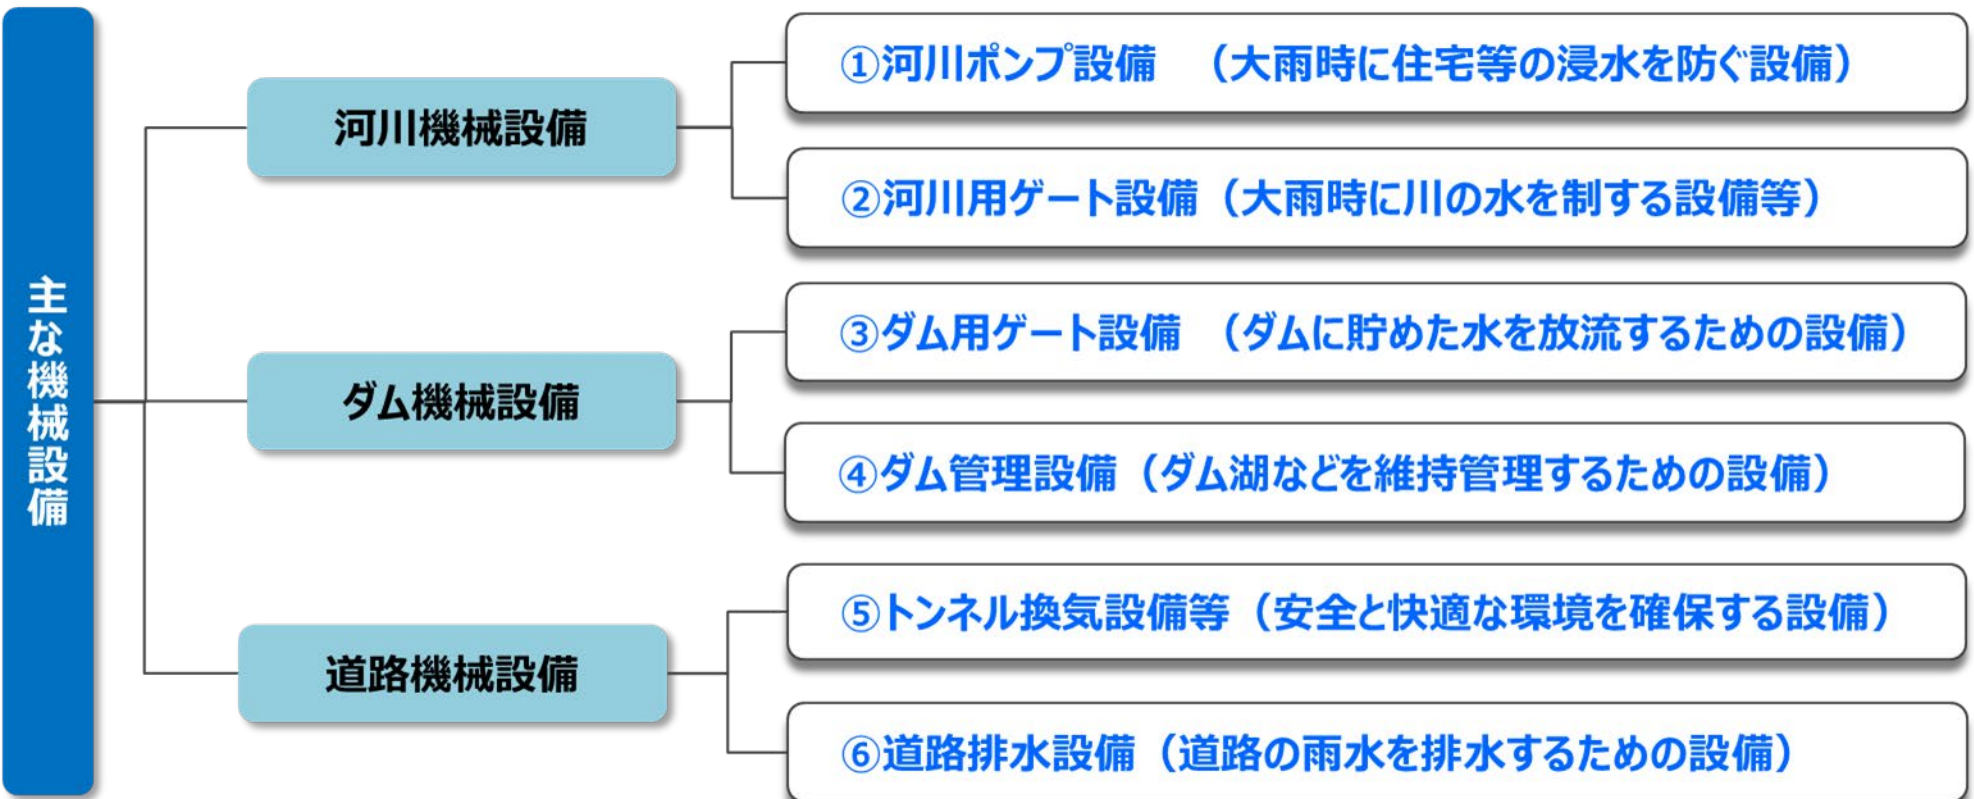 主な機械設備
河川機械設備
①河川ポンプ設備　（大雨時に住宅等の浸水を防ぐ設備）
②河川用ゲート設備（大雨時に川の水を制する設備等）
ダム機械設備
③ダム用ゲート設備　（ダムに貯めた水を放流するための設備）
④ダム管理設備（ダム湖などを維持管理するための設備）
道路機械設備
⑤トンネル換気設備等（安全と快適な環境を確保する設備）
⑥道路排水設備（道路の雨水を排水するための設備）